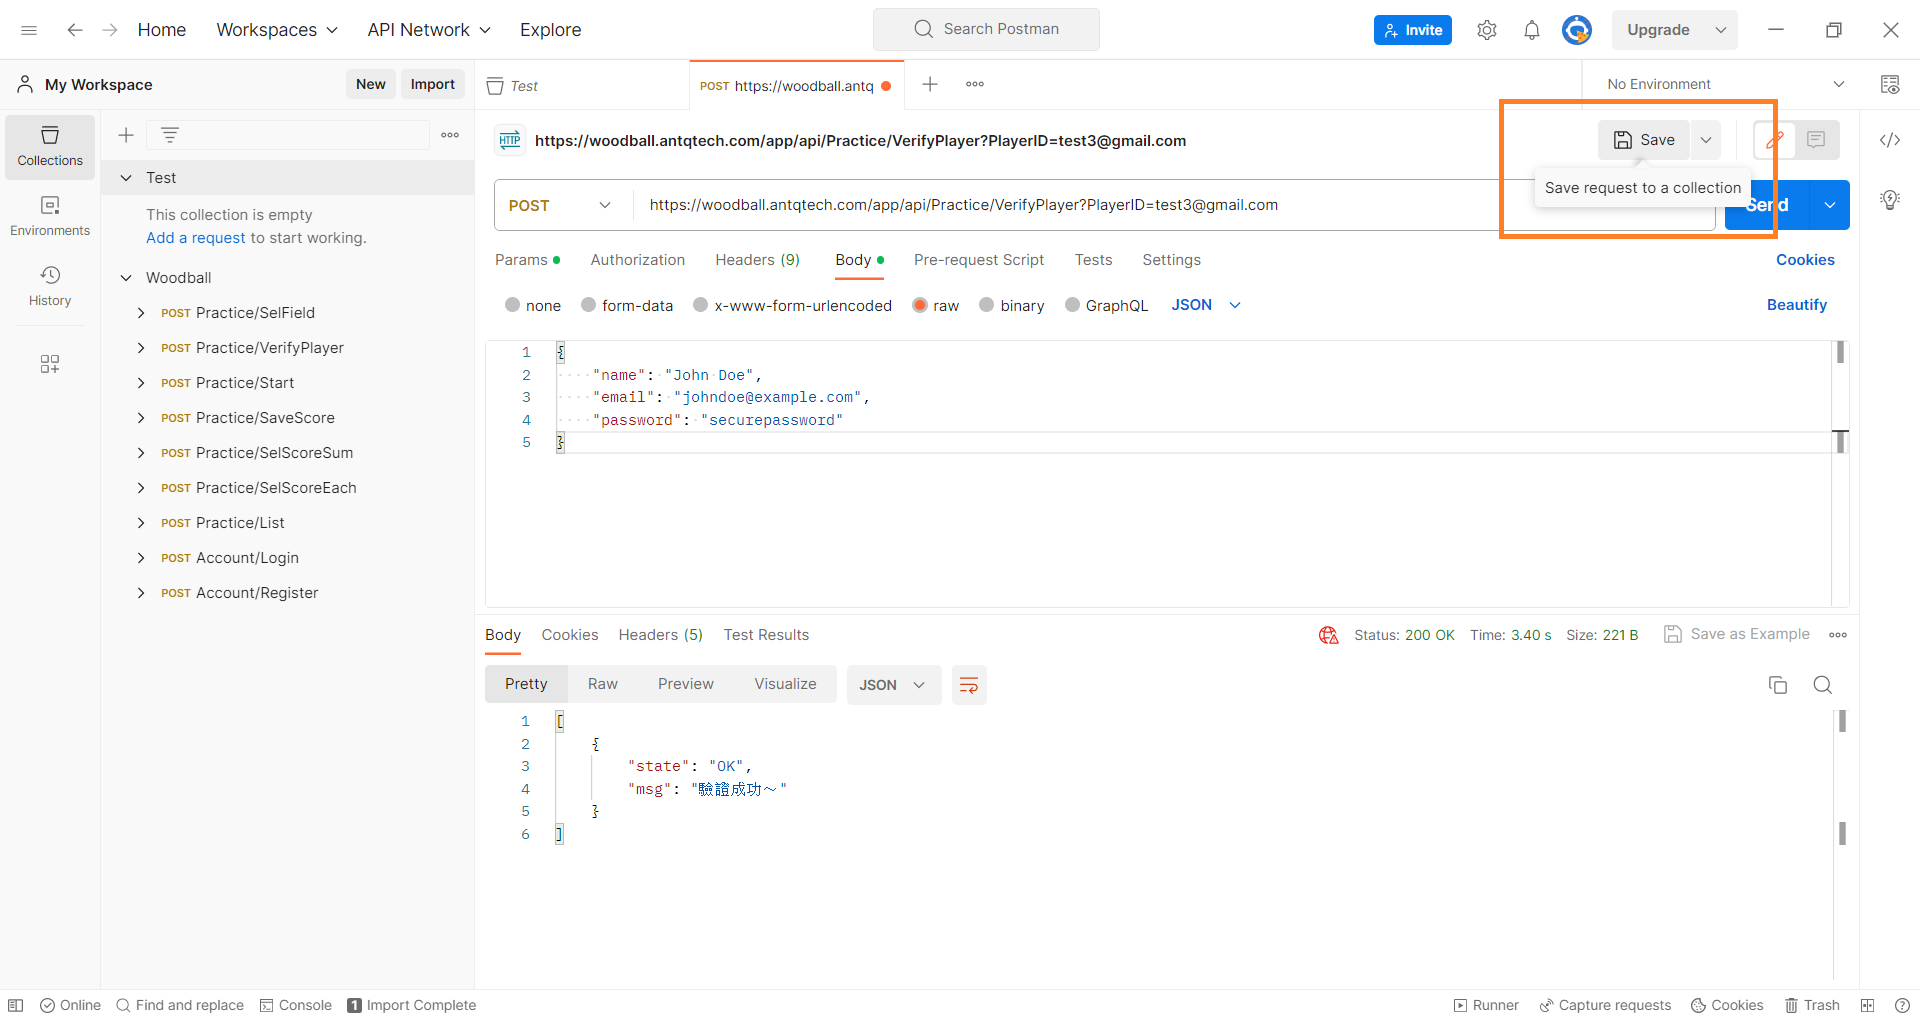 Home Workspaces API Network Explore Search Postman Invite Upgrade
My Workspace New Import Test POST https://woodball.antq No Environment
Collections
Environments
History
Test
This collection is empty
Add a request to start working.
Woodball
POST Practice/SelField
POST Practice/VerifyPlayer
POST Practice/Start
POST Practice/SaveScore
POST Practice/SelScoreSum
POST Practice/SelScoreEach
POST Practice/List
POST Account/Login
POST Account/Register
HTTP https://woodball.antqtech.com/app/api/Practice/VerifyPlayer?PlayerID=test3@gmail.com Save
Save request to a collection
POST https://woodball.antqtech.com/app/api/Practice/VerifyPlayer?PlayerID=test3@gmail.com Send
Params Authorization Headers (9) Body Pre-request Script Tests Settings Cookies
none form-data x-www-form-urlencoded raw binary GraphQL JSON Beautify
1 {
2 "name": "John Doe",
3 "email": "johndoe@example.com",
4 "password": "securepassword"
5 }
Body Cookies Headers (5) Test Results Status: 200 OK Time: 3.40 s Size: 221 B Save as Example
Pretty Raw Preview Visualize JSON
1 [
2 {
3 "state": "OK",
4 "msg": "驗證成功～"
5 }
6 ]
Online Find and replace Console 1 Import Complete Runner Capture requests Cookies Trash